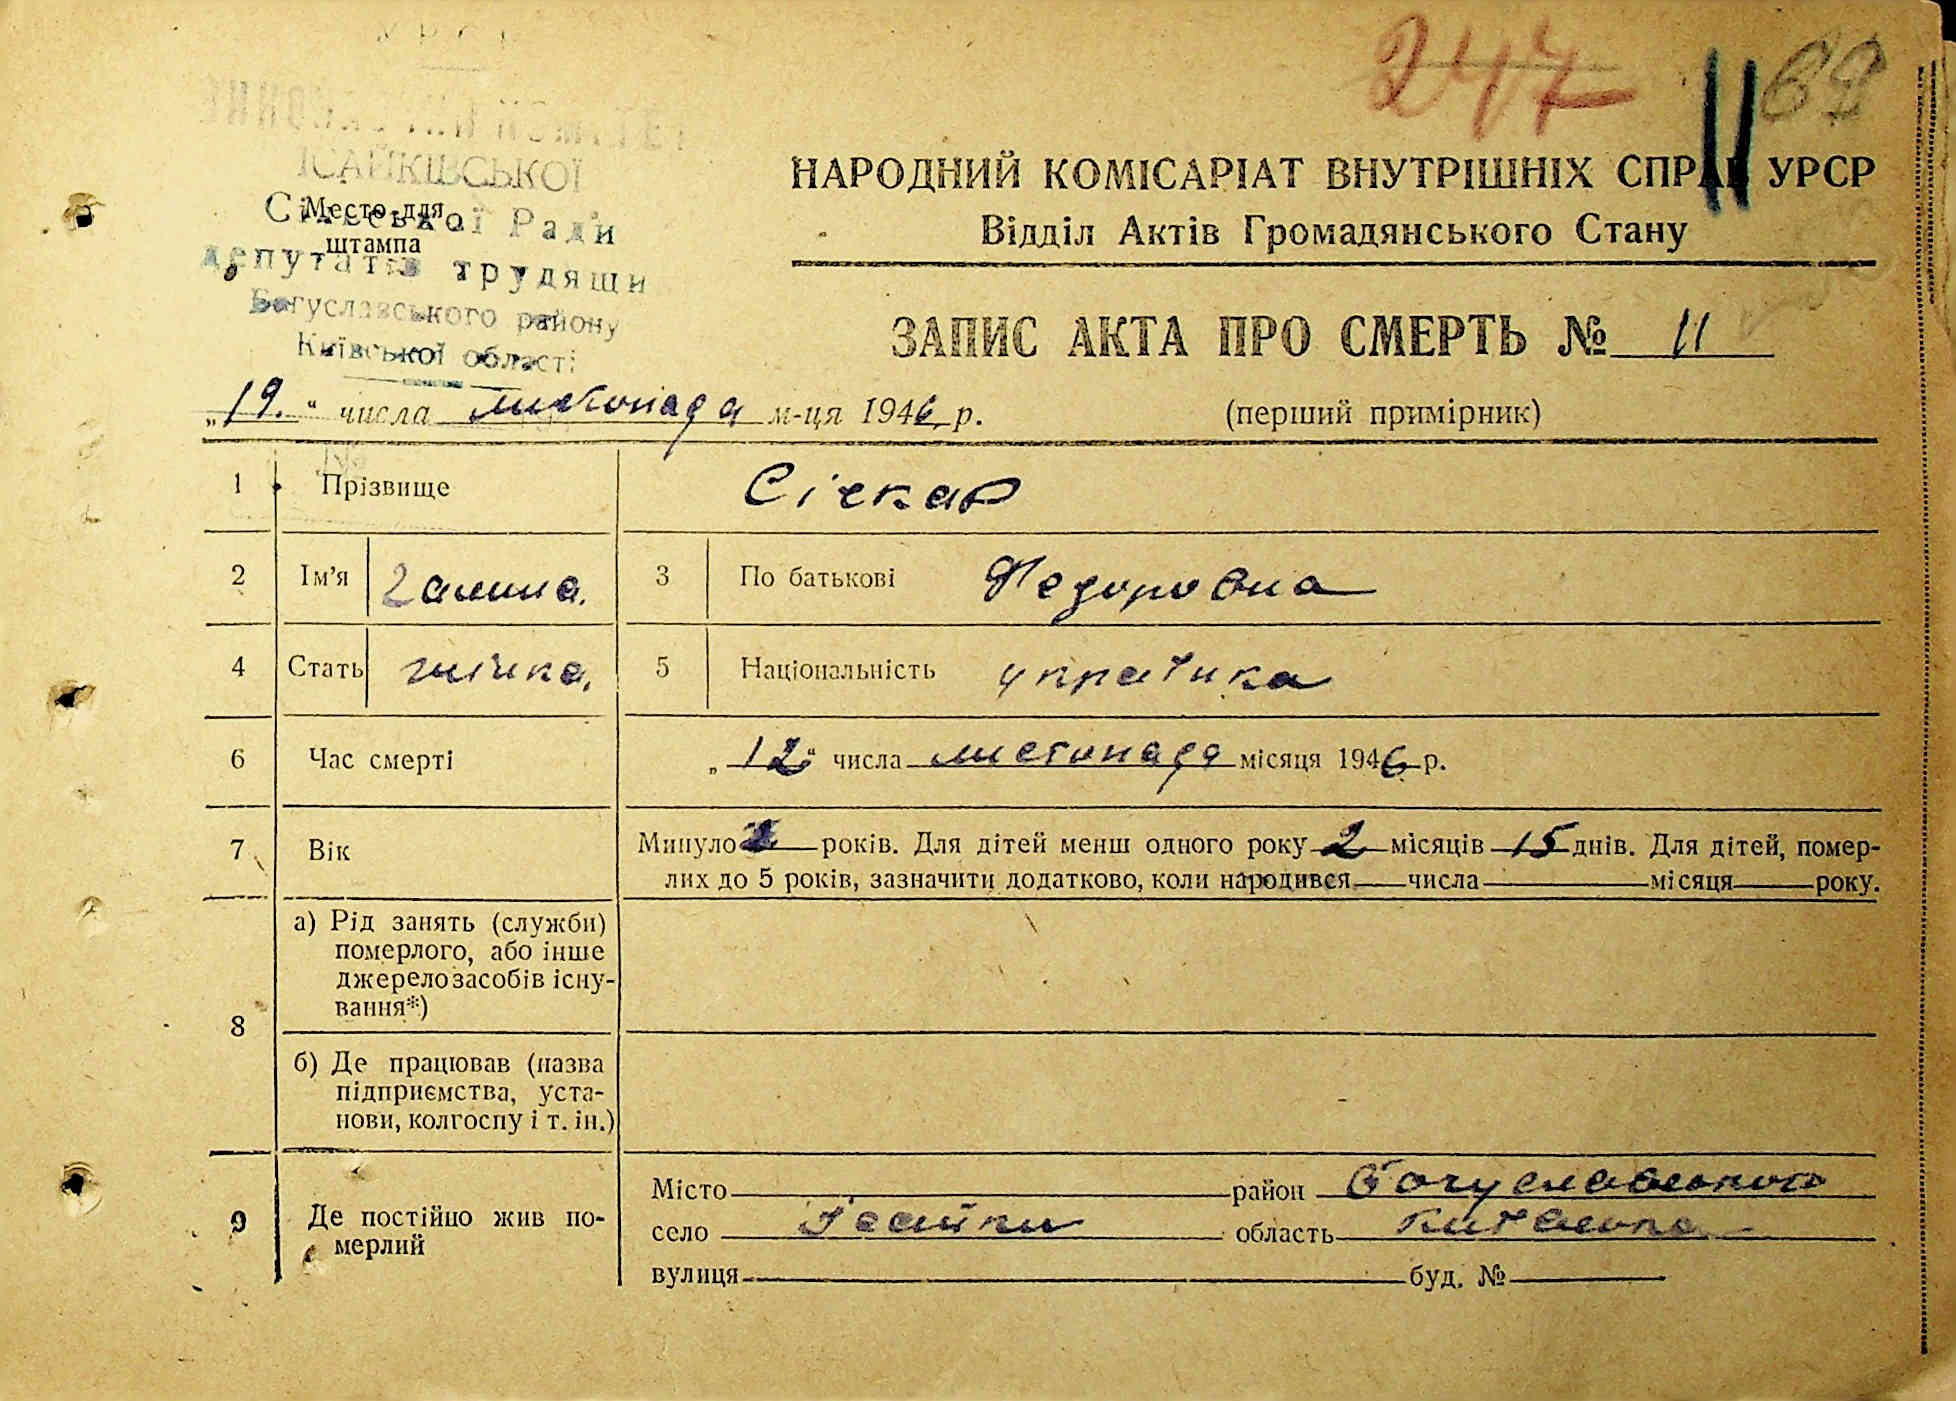 247
11
69
НАРОДНИЙ КОМІСАРІАТ ВНУТРІШНІХ СПРАВ УРСР
Відділ Актів Громадянського Стану
ІСАЙКІВСЬКОЇ
Сільської Ради
Место для
штампа
депутатів трудящи
Богуславського району
Київської області
ЗАПИС АКТА ПРО СМЕРТЬ № 11
„19." числа листопада м-ця 1946 р.
(перший примірник)
1 Прізвище Січкар
2 Ім’я Галина. 3 По батькові Федоровна
4 Стать жінка. 5 Національність українка
6 Час смерті „12" числа листопада місяця 1946 р.
7 Вік Минуло років. Для дітей менш одного року 2 місяців 15 днів. Для дітей, помер-
лих до 5 років, зазначити додатково, коли народився числа місяця року.
8 а) Рід занять (служби)
померлого, або інше
джерело засобів існу-
вання*)
б) Де працював (назва
підприємства, уста-
нови, колгоспу і т. ін.)
9 Де постійно жив по-
мерлий
Місто район Богуславського
село Ісайки область Київська
вулиця буд. №